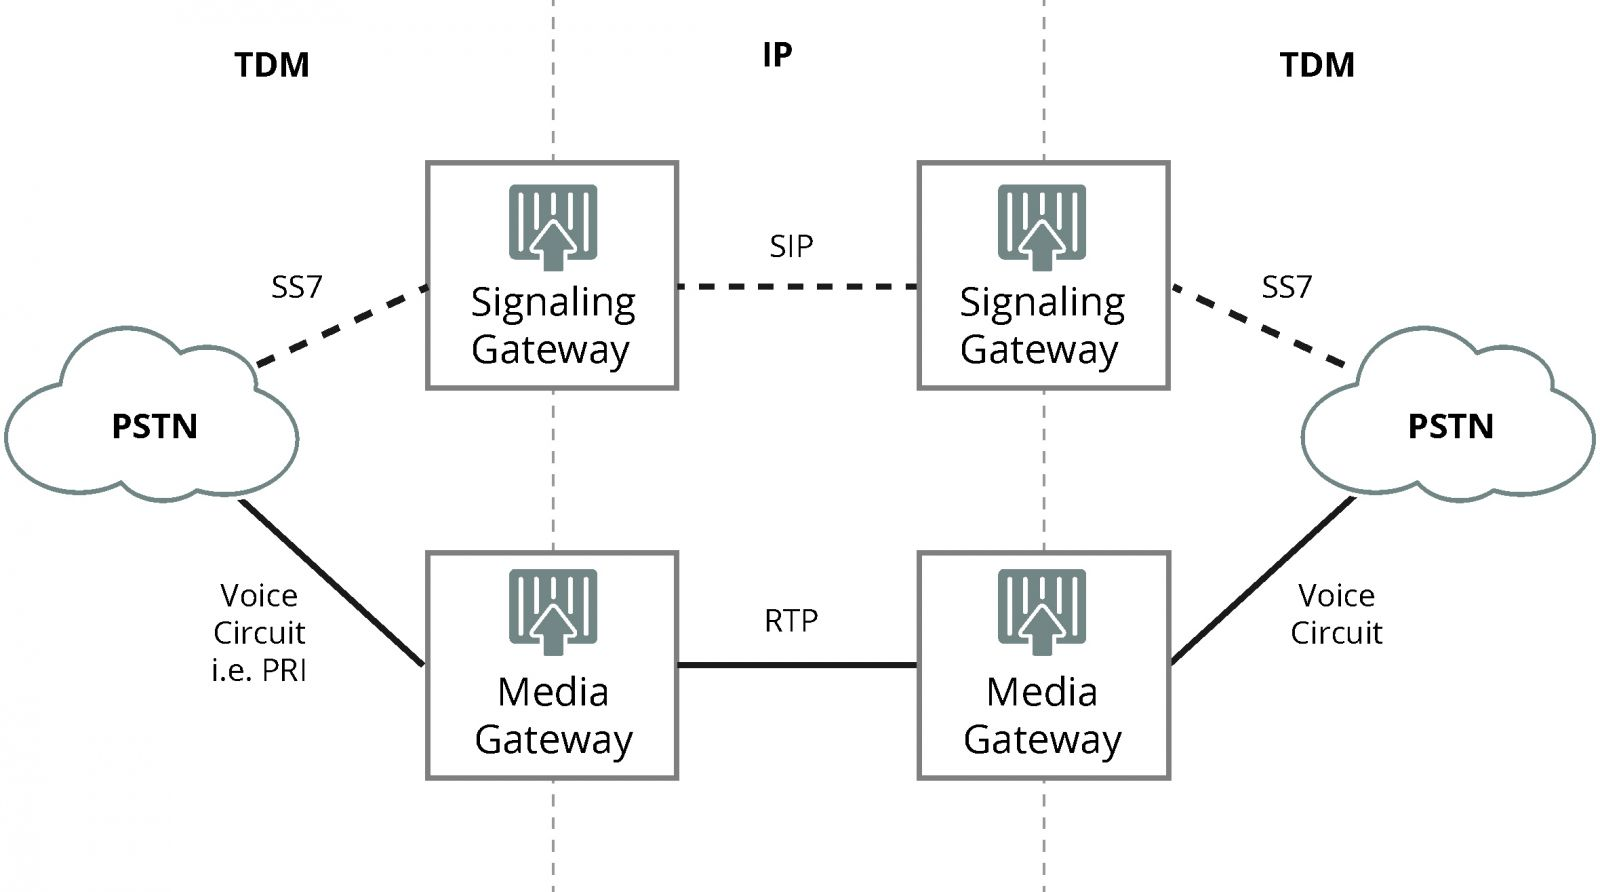 TDM
IP
TDM
SS7
SIP
SS7
Signaling
Gateway
Signaling
Gateway
PSTN
PSTN
Voice
Circuit
i.e. PRI
RTP
Voice
Circuit
Media
Gateway
Media
Gateway